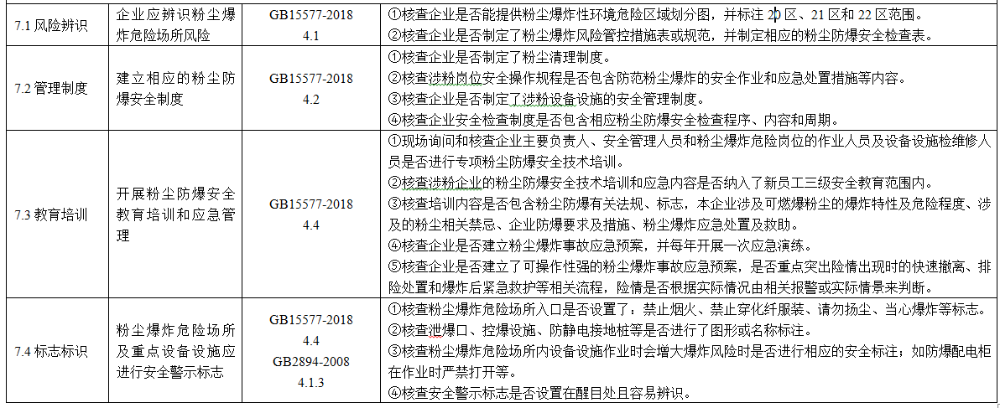 7.1 风险辨识
企业应辨识粉尘爆
炸危险场所风险
GB15577-2018
4.1
①核查企业是否能提供粉尘爆炸性环境危险区域划分图，并标注 20 区、21 区和 22 区范围。
②核查企业是否制定了粉尘爆炸风险管控措施表或规范，并制定相应的粉尘防爆安全检查表。
7.2 管理制度
建立相应的粉尘防
爆安全制度
GB15577-2018
4.2
①核查企业是否制定了粉尘清理制度。
②核查涉粉岗位安全操作规程是否包含防范粉尘爆炸的安全作业和应急处置措施等内容。
③核查企业是否制定了涉粉设备设施的安全管理制度。
④核查企业安全检查制度是否包含相应粉尘防爆安全检查程序、内容和周期。
7.3 教育培训
开展粉尘防爆安全
教育培训和应急管
理
GB15577-2018
4.4
①现场询问和核查企业主要负责人、安全管理人员和粉尘爆炸危险岗位的作业人员及设备设施检维修人
员是否进行专项粉尘防爆安全技术培训。
②核查涉粉企业的粉尘防爆安全技术培训和应急内容是否纳入了新员工三级安全教育范围内。
③核查培训内容是否包含粉尘防爆有关法规、标志，本企业涉及可燃爆粉尘的爆炸特性及危险程度、涉
及的粉尘相关禁忌、企业防爆要求及措施、粉尘爆炸应急处置及救助。
④核查企业是否建立粉尘爆炸事故应急预案，并每年开展一次应急演练。
⑤核查企业是否建立了可操作性强的粉尘爆炸事故应急预案，是否重点突出险情出现时的快速撤离、排
险处置和爆炸后紧急救护等相关流程，险情是否根据实际情况由相关报警或实际情景来判断。
7.4 标志标识
粉尘爆炸危险场所
及重点设备设施应
进行安全警示标志
GB15577-2018
4.4
GB2894-2008
4.1.3
①核查粉尘爆炸危险场所入口是否设置了：禁止烟火、禁止穿化纤服装、请勿扬尘、当心爆炸等标志。
②核查泄爆口、控爆设施、防静电接地桩等是否进行了图形或名称标注。
③核查粉尘爆炸危险场所内设备设施作业时会增大爆炸风险时是否进行相应的安全标注；如防爆配电柜
在作业时严禁打开等。
④核查安全警示标志是否设置在醒目处且容易辨识。